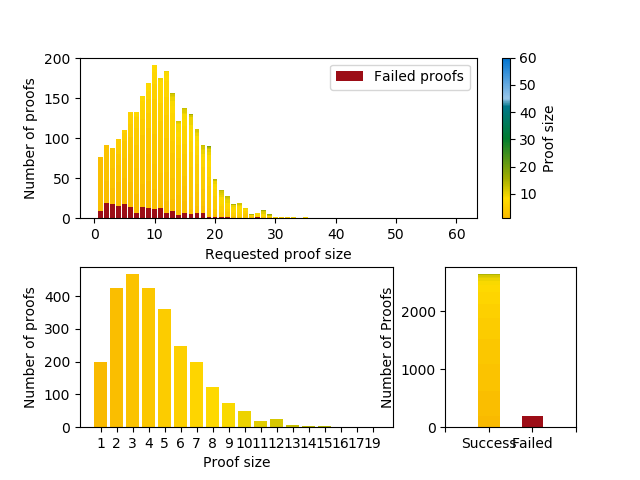 200
150
100
50
0
Number of proofs
Failed proofs
0 10 20 30 40 50 60
Requested proof size
60
50
40
30
20
10
Proof size
400
300
200
100
0
Number of proofs
1 2 3 4 5 6 7 8 9 10 11 12 13 14 15 16 17 19
Proof size
2000
1000
0
Number of Proofs
Success Failed